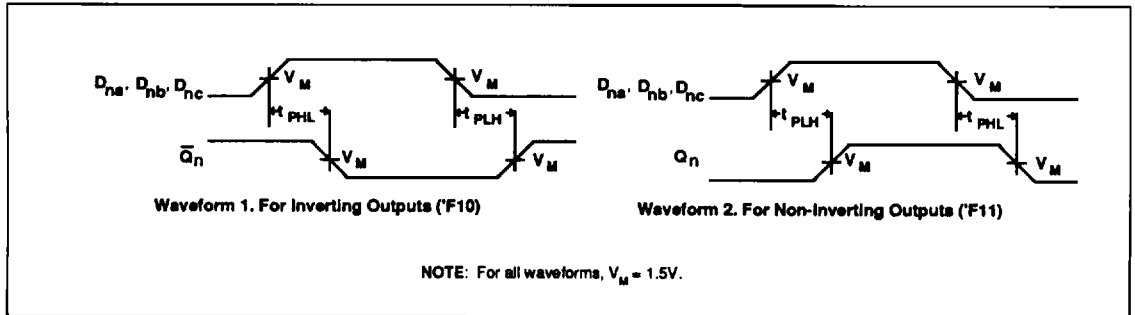 Dna, Dnb, Dnc
VM
VM
tPHL
tPLH
Q̅n
VM
VM
Waveform 1. For Inverting Outputs ('F10)
Dna, Dnb, Dnc
VM
VM
tPLH
tPHL
Qn
VM
VM
Waveform 2. For Non-Inverting Outputs ('F11)
NOTE: For all waveforms, VM = 1.5V.